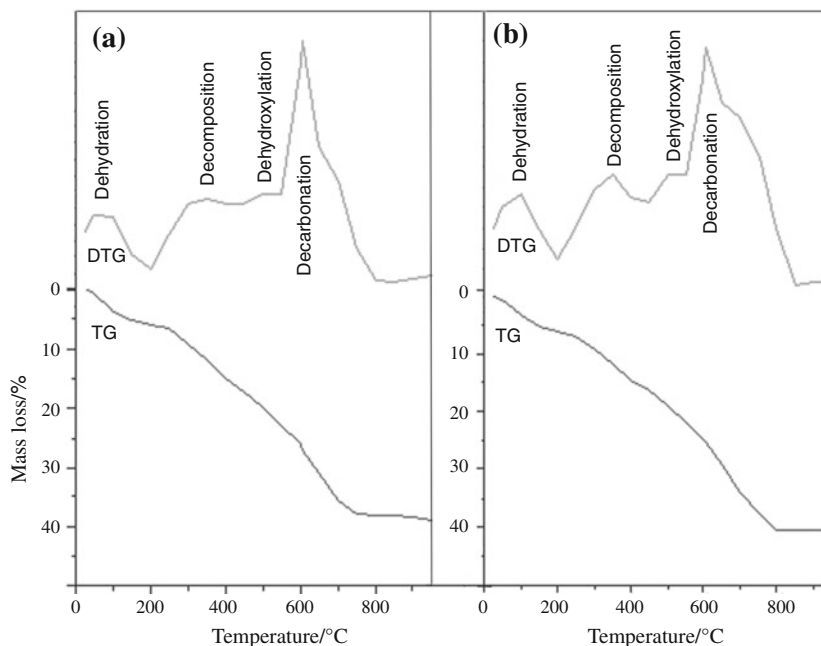 (a)
Dehydration
Decomposition
Dehydroxylation
Decarbonation
DTG
TG
0
10
20
30
40
Mass loss/%
0
200
400
600
800
Temperature/°C
(b)
Dehydration
Decomposition
Dehydroxylation
Decarbonation
DTG
TG
0
10
20
30
40
0
200
400
600
800
Temperature/°C